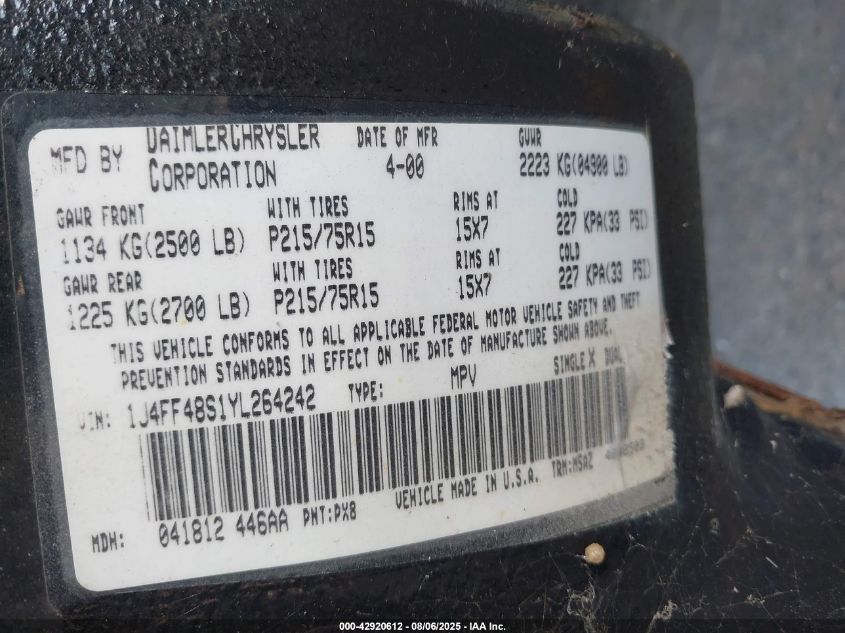 MFD BY DAIMLERCHRYSLER CORPORATION DATE OF MFR 4-00 GVWR 2223 KG(04900 LB)
GAWR FRONT WITH TIRES RIMS AT COLD
1134 KG(2500 LB) P215/75R15 15X7 227 KPA(33 PSI)
GAWR REAR WITH TIRES RIMS AT COLD
1225 KG(2700 LB) P215/75R15 15X7 227 KPA(33 PSI)
THIS VEHICLE CONFORMS TO ALL APPLICABLE FEDERAL MOTOR VEHICLE SAFETY AND THEFT
PREVENTION STANDARDS IN EFFECT ON THE DATE OF MANUFACTURE SHOWN ABOVE.
VIN: 1J4FF48S1YL264242 TYPE: MPV SINGLE X DUAL
MDH: 041812 446AA PNT:PX8 VEHICLE MADE IN U.S.A. TRM:MSAZ
000-42920612 - 08/06/2025 - IAA Inc.